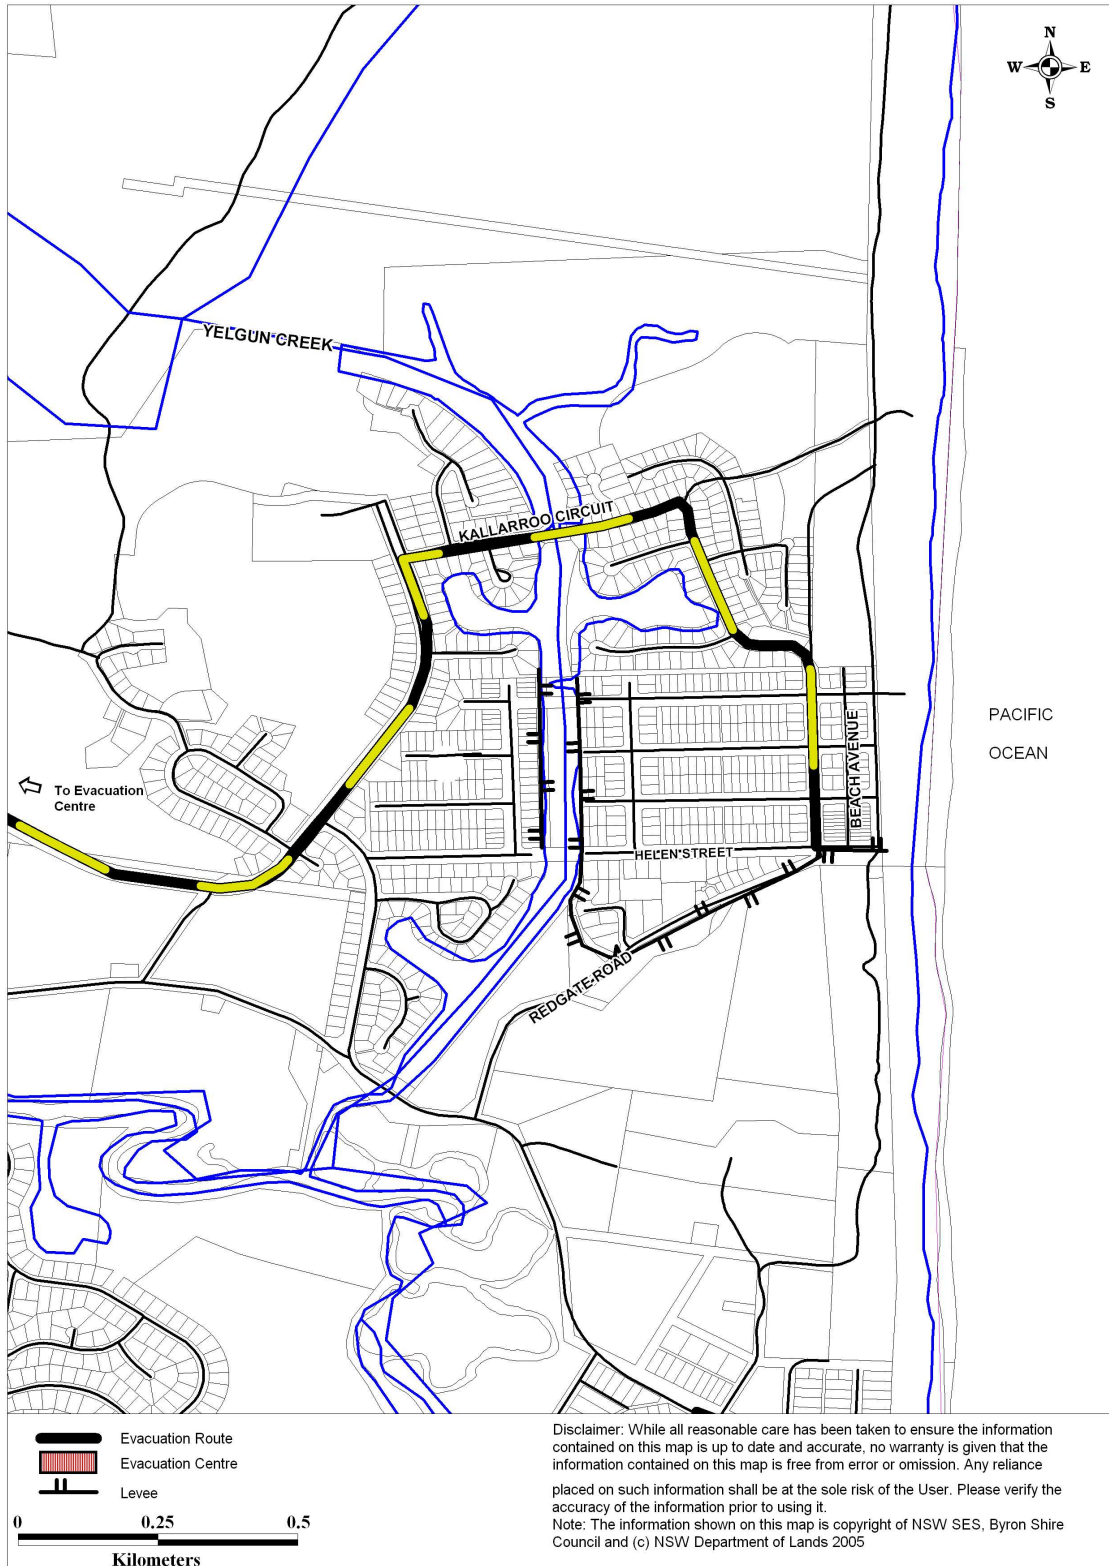 N
W E
S
YELGUN CREEK
KALLARROO CIRCUIT
PACIFIC
OCEAN
BEACH AVENUE
To Evacuation
Centre
HELEN STREET
REDGATE ROAD
Evacuation Route
Evacuation Centre
Levee
0 0.25 0.5
Kilometers
Disclaimer: While all reasonable care has been taken to ensure the information
contained on this map is up to date and accurate, no warranty is given that the
information contained on this map is free from error or omission. Any reliance
placed on such information shall be at the sole risk of the User. Please verify the
accuracy of the information prior to using it.
Note: The information shown on this map is copyright of NSW SES, Byron Shire
Council and (c) NSW Department of Lands 2005